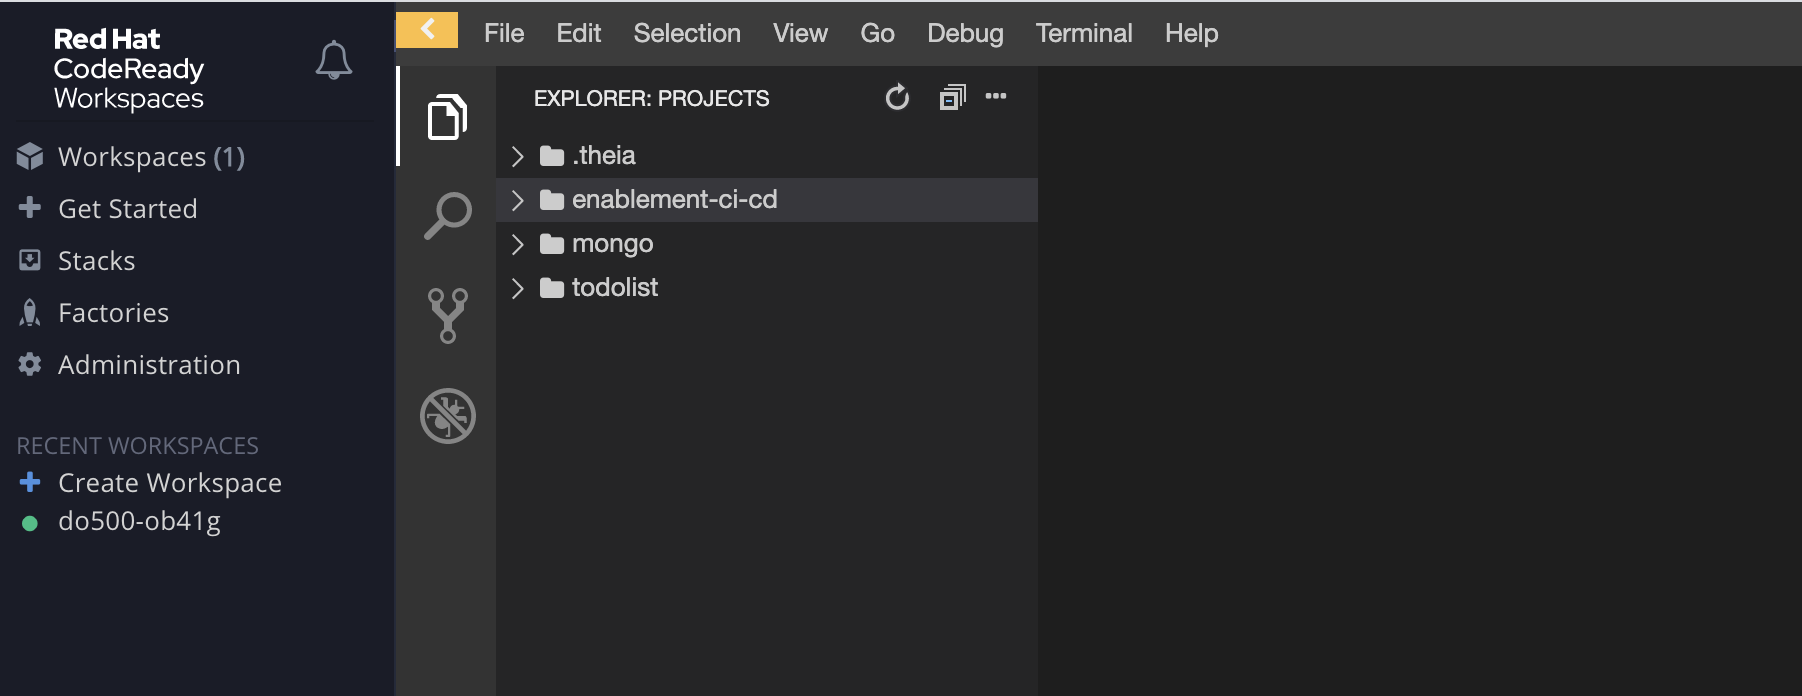 Red Hat
CodeReady
Workspaces
Workspaces (1)
Get Started
Stacks
Factories
Administration
RECENT WORKSPACES
Create Workspace
do500-ob41g
File Edit Selection View Go Debug Terminal Help
EXPLORER: PROJECTS
.theia
enablement-ci-cd
mongo
todolist